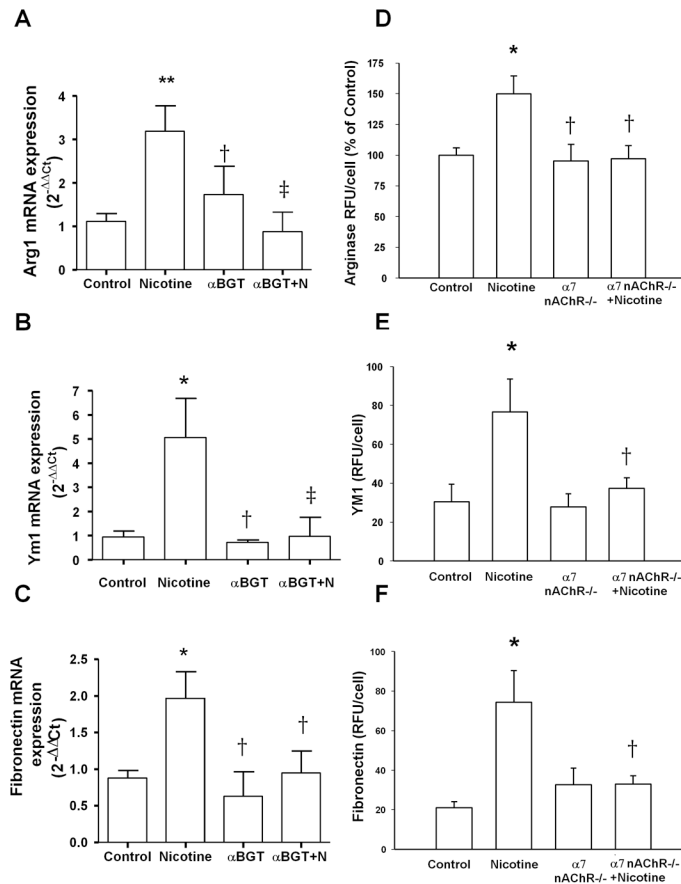 A
Arg1 mRNA expression
(2-ΔΔCt)
4
3
2
1
0
**
†
‡
Control Nicotine αBGT αBGT+N
B
Ym1 mRNA expression
(2-ΔΔCt)
7
6
5
4
3
2
1
0
*
†
‡
Control Nicotine αBGT αBGT+N
C
Fibronectin mRNA
expression
(2-ΔΔCt)
2.5
2.0
1.5
1.0
0.5
0.0
*
†
†
Control Nicotine αBGT αBGT+N
D
Arginase RFU/cell (% of Control)
175
150
125
100
75
50
25
0
*
†
†
Control Nicotine α7 α7 nAChR-/-
nAChR-/- +Nicotine
E
YM1 (RFU/cell)
100
80
60
40
20
0
*
†
Control Nicotine α7 α7 nAChR-/-
nAChR-/- +Nicotine
F
Fibronectin (RFU/cell)
100
80
60
40
20
0
*
†
Control Nicotine α7 α7 nAChR-/-
nAChR-/- +Nicotine